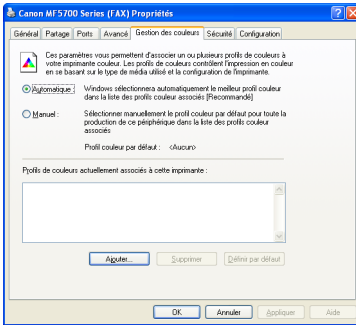 Canon MF5700 Series (FAX) Propriétés
Général Partage Ports Avancé Gestion des couleurs Sécurité Configuration
Ces paramètres vous permettent d'associer un ou plusieurs profils de couleurs à
votre imprimante couleur. Les profils de couleurs contrôlent l'impression en couleur
en se basant sur le type de média utilisé et la configuration de l'imprimante.
Automatique : Windows sélectionnera automatiquement le meilleur profil couleur
dans la liste des profils couleur associés [Recommandé]
Manuel : Sélectionner manuellement le profil couleur par défaut pour toute la
production de ce périphérique dans la liste des profils couleur
associés
Profil couleur par défaut : <Aucun>
Profils de couleurs actuellement associés à cette imprimante :
Ajouter... Supprimer Définir par défaut
OK Annuler Appliquer Aide